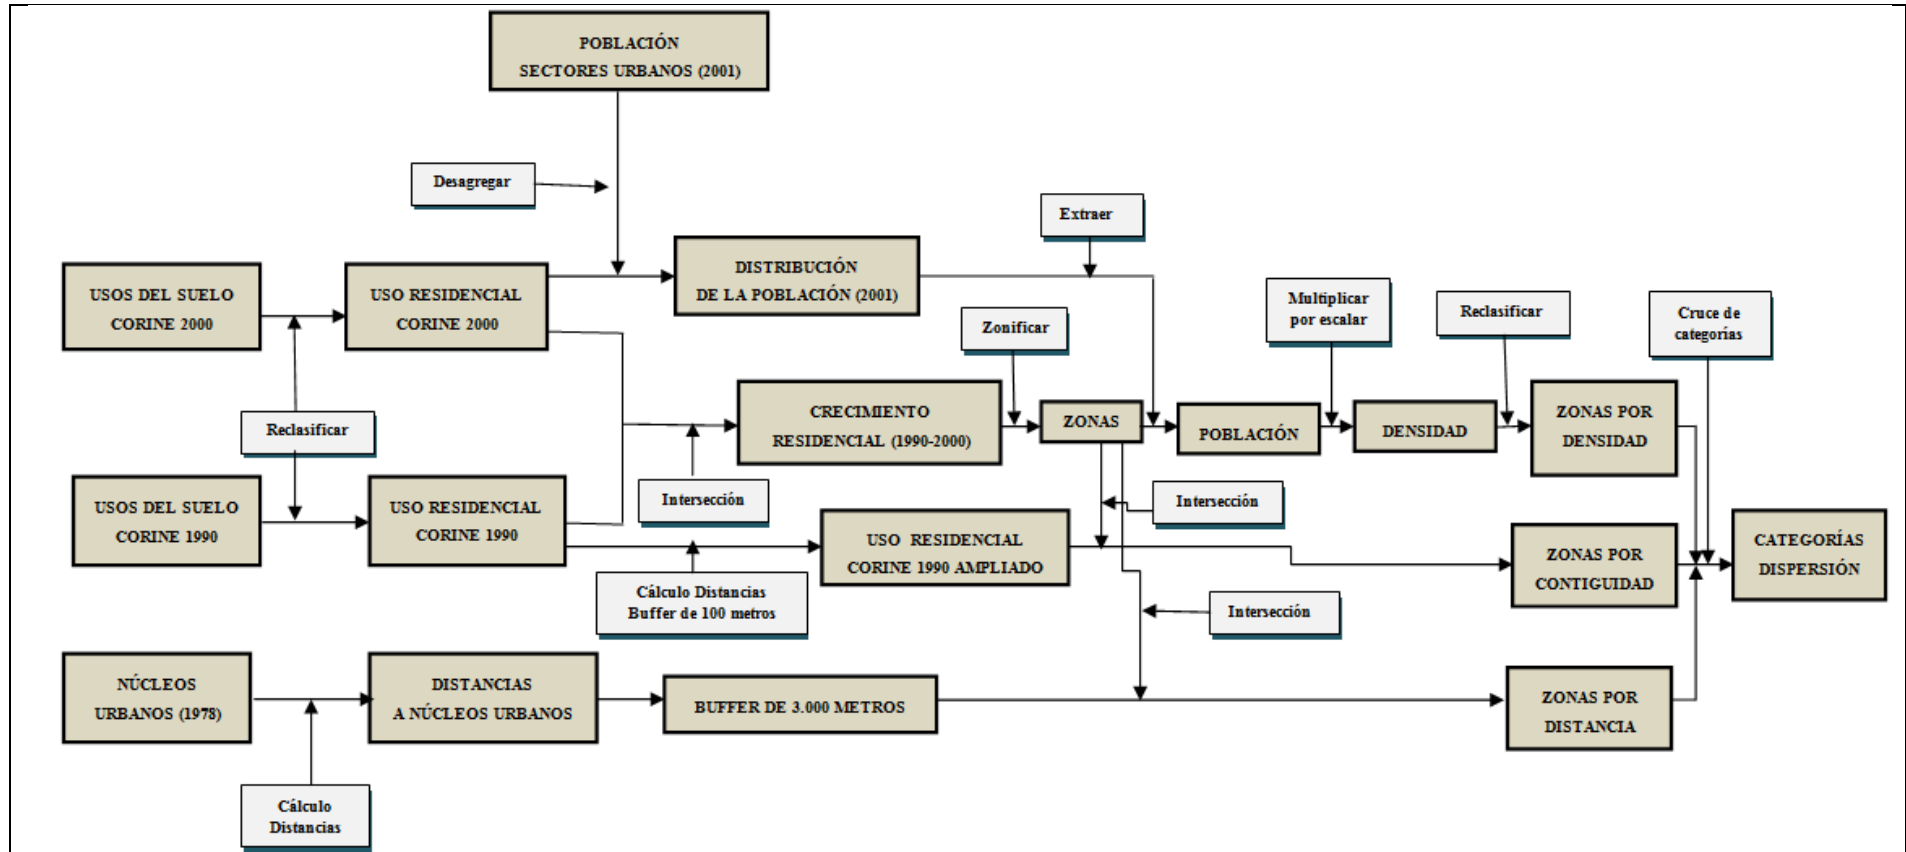 POBLACIÓN
SECTORES URBANOS (2001)
Desagregar
Extraer
DISTRIBUCIÓN
DE LA POBLACIÓN (2001)
USOS DEL SUELO
CORINE 2000
USO RESIDENCIAL
CORINE 2000
Zonificar
Multiplicar
por escalar
Reclasificar
Cruce de
categorías
Reclasificar
CRECIMIENTO
RESIDENCIAL (1990-2000)
ZONAS
POBLACIÓN
DENSIDAD
ZONAS POR
DENSIDAD
USOS DEL SUELO
CORINE 1990
USO RESIDENCIAL
CORINE 1990
Intersección
Intersección
USO RESIDENCIAL
CORINE 1990 AMPLIADO
ZONAS POR
CONTIGUIDAD
CATEGORÍAS
DISPERSIÓN
Cálculo Distancias
Buffer de 100 metros
Intersección
NÚCLEOS
URBANOS (1978)
DISTANCIAS
A NÚCLEOS URBANOS
BUFFER DE 3.000 METROS
ZONAS POR
DISTANCIA
Cálculo
Distancias